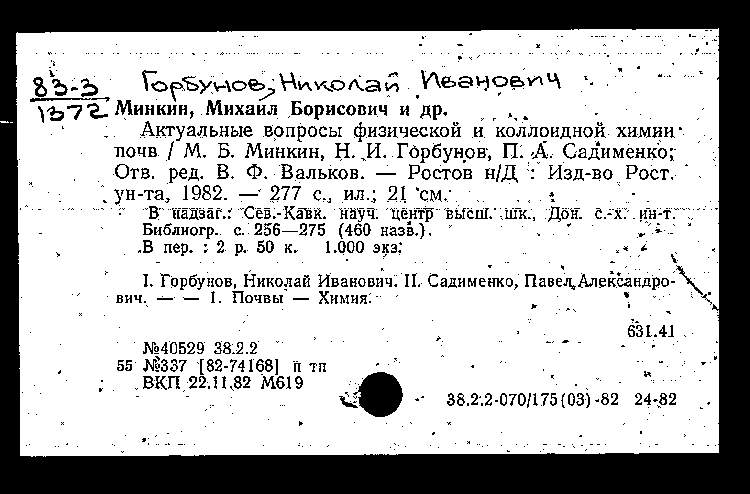 83-3 Горбунов, Николай Иванович
1372 Минкин, Михаил Борисович и др.
Актуальные вопросы физической и коллоидной химии
почв / М. Б. Минкин, Н. И. Горбунов, П. А. Садименко;
Отв. ред. В. Ф. Вальков. — Ростов н/Д : Изд-во Рост.
ун-та, 1982. — 277 с., ил.; 21 см.
В надзаг.: Сев.-Кавк. науч. центр высш. шк., Дон. с.-х. ин-т.
Библиогр. с. 256—275 (460 назв.).
В пер. : 2 р. 50 к. 1.000 экз.
I. Горбунов, Николай Иванович. II. Садименко, Павел Александро-
вич. — — 1. Почвы — Химия.
631.41
№40529 38.2.2
55 №337 [82-74168] п тп
ВКП 22.11.82 М619
38.2.2-070/175(03)-82 24-82